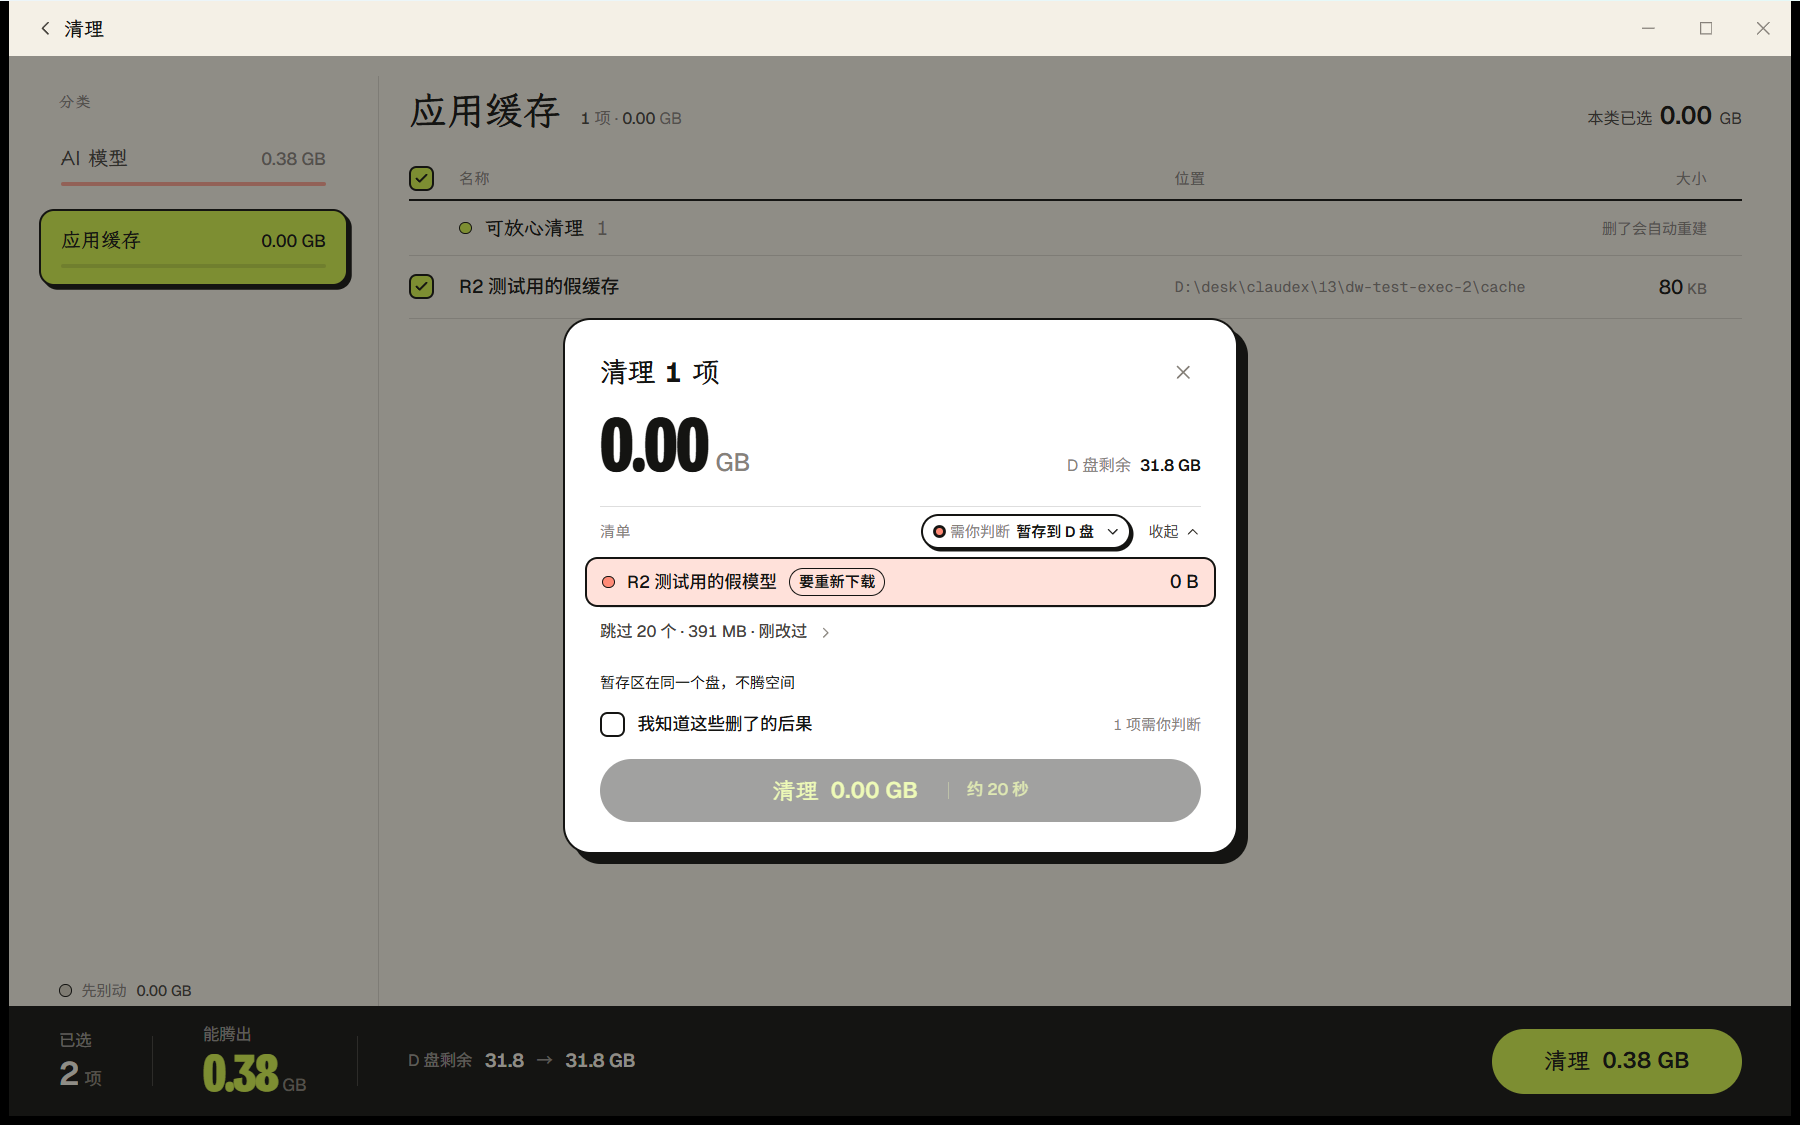 清理
分类
AI 模型 0.38 GB
应用缓存 0.00 GB
先别动 0.00 GB
应用缓存 1 项 · 0.00 GB
本类已选 0.00 GB
名称 位置 大小
可放心清理 1 删了会自动重建
R2 测试用的假缓存 D:\desk\claudex\13\dw-test-exec-2\cache 80 KB
清理 1 项
0.00 GB
D 盘剩余 31.8 GB
清单 需你判断 暂存到 D 盘 收起
R2 测试用的假模型 要重新下载 0 B
跳过 20 个 · 391 MB · 刚改过
暂存区在同一个盘，不腾空间
我知道这些删了的后果 1 项需你判断
清理 0.00 GB 约 20 秒
已选
2 项
能腾出
0.38 GB
D 盘剩余 31.8 → 31.8 GB
清理 0.38 GB